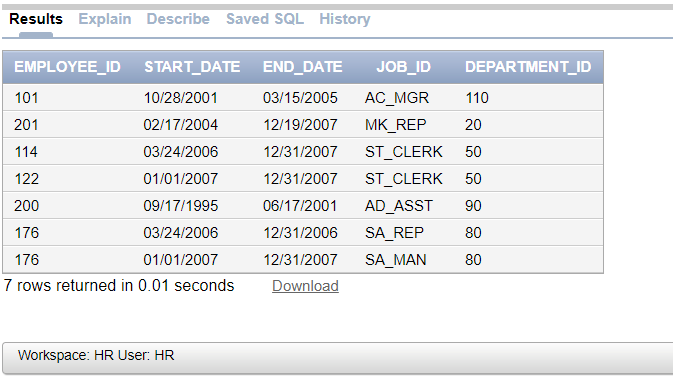 Results Explain Describe Saved SQL History
EMPLOYEE_ID START_DATE END_DATE JOB_ID DEPARTMENT_ID
101 10/28/2001 03/15/2005 AC_MGR 110
201 02/17/2004 12/19/2007 MK_REP 20
114 03/24/2006 12/31/2007 ST_CLERK 50
122 01/01/2007 12/31/2007 ST_CLERK 50
200 09/17/1995 06/17/2001 AD_ASST 90
176 03/24/2006 12/31/2006 SA_REP 80
176 01/01/2007 12/31/2007 SA_MAN 80
7 rows returned in 0.01 seconds Download
Workspace: HR User: HR